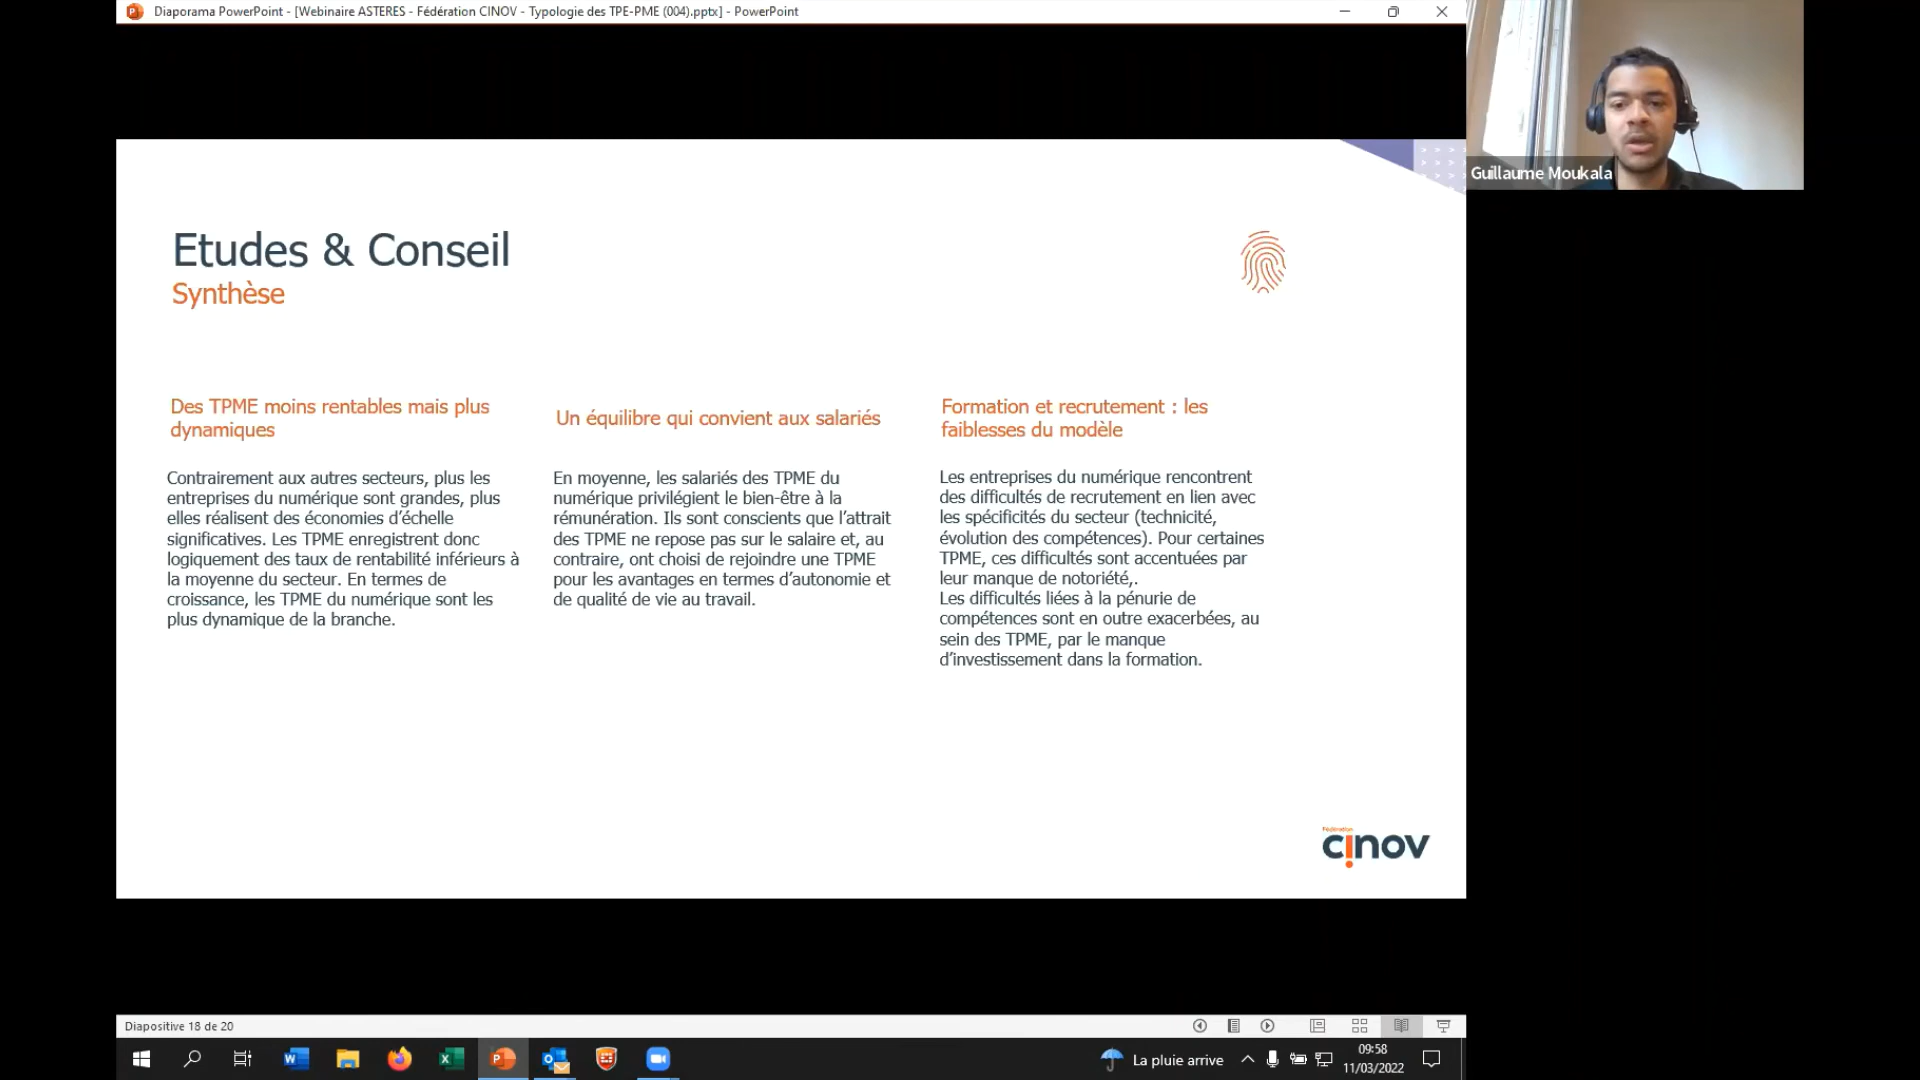 Diaporama PowerPoint - [Webinaire ASTERES - Fédération CINOV - Typologie des TPE-PME (004).pptx] - PowerPoint
Guillaume Moukala
Etudes & Conseil
Synthèse
Des TPME moins rentables mais plus
dynamiques
Contrairement aux autres secteurs, plus les
entreprises du numérique sont grandes, plus
elles réalisent des économies d’échelle
significatives. Les TPME enregistrent donc
logiquement des taux de rentabilité inférieurs à
la moyenne du secteur. En termes de
croissance, les TPME du numérique sont les
plus dynamique de la branche.
Un équilibre qui convient aux salariés
En moyenne, les salariés des TPME du
numérique privilégient le bien-être à la
rémunération. Ils sont conscients que l’attrait
des TPME ne repose pas sur le salaire et, au
contraire, ont choisi de rejoindre une TPME
pour les avantages en termes d’autonomie et
de qualité de vie au travail.
Formation et recrutement : les
faiblesses du modèle
Les entreprises du numérique rencontrent
des difficultés de recrutement en lien avec
les spécificités du secteur (technicité,
évolution des compétences). Pour certaines
TPME, ces difficultés sont accentuées par
leur manque de notoriété,.
Les difficultés liées à la pénurie de
compétences sont en outre exacerbées, au
sein des TPME, par le manque
d’investissement dans la formation.
Fédération
cinov
Diapositive 18 de 20
La pluie arrive
09:58
11/03/2022